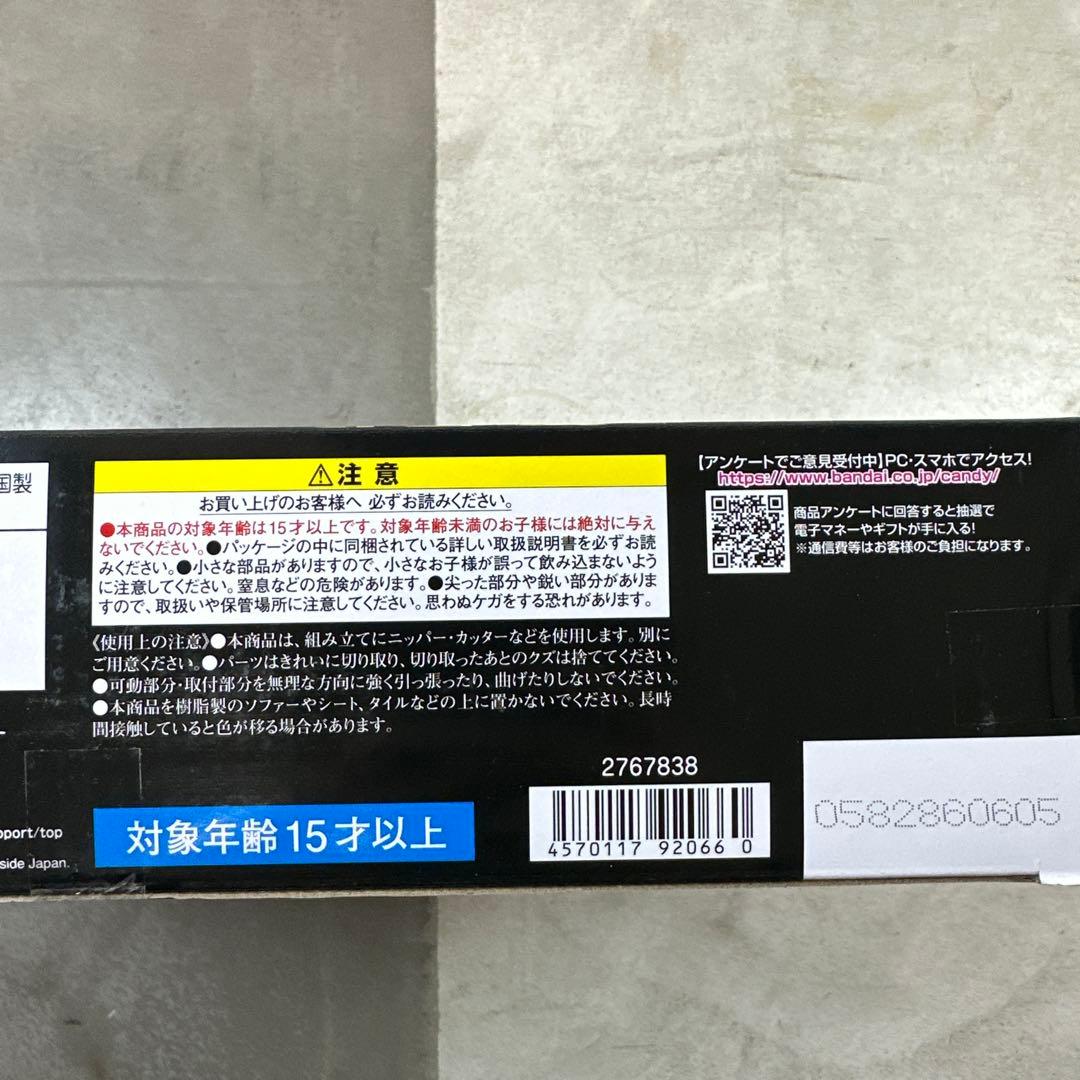 国製
⚠注 意
お買い上げのお客様へ 必ずお読みください。
●本商品の対象年齢は15才以上です。対象年齢未満のお子様には絶対に与え
ないでください。●パッケージの中に同梱されている詳しい取扱説明書を必ずお読
みください。●小さな部品がありますので、小さなお子様が誤って飲み込まないよう
に注意してください。窒息などの危険があります。●尖った部分や鋭い部分がありま
すので、取扱いや保管場所に注意してください。思わぬケガをする恐れがあります。
《使用上の注意》●本商品は、組み立てにニッパー・カッターなどを使用します。別に
ご用意ください。●パーツはきれいに切り取り、切り取ったあとのクズは捨ててください。
●可動部分・取付部分を無理な方向に強く引っ張ったり、曲げたりしないでください。
●本商品を樹脂製のソファーやシート、タイルなどの上に置かないでください。長時
間接触していると色が移る場合があります。
pport/top
side Japan.
対象年齢15才以上
2767838
4570117 92066 0
【アンケートでご意見受付中】PC・スマホでアクセス!
https://www.bandai.co.jp/candy/
商品アンケートに回答すると抽選で
電子マネーやギフトが手に入る!
※通信費等はお客様のご負担になります。
0582860605